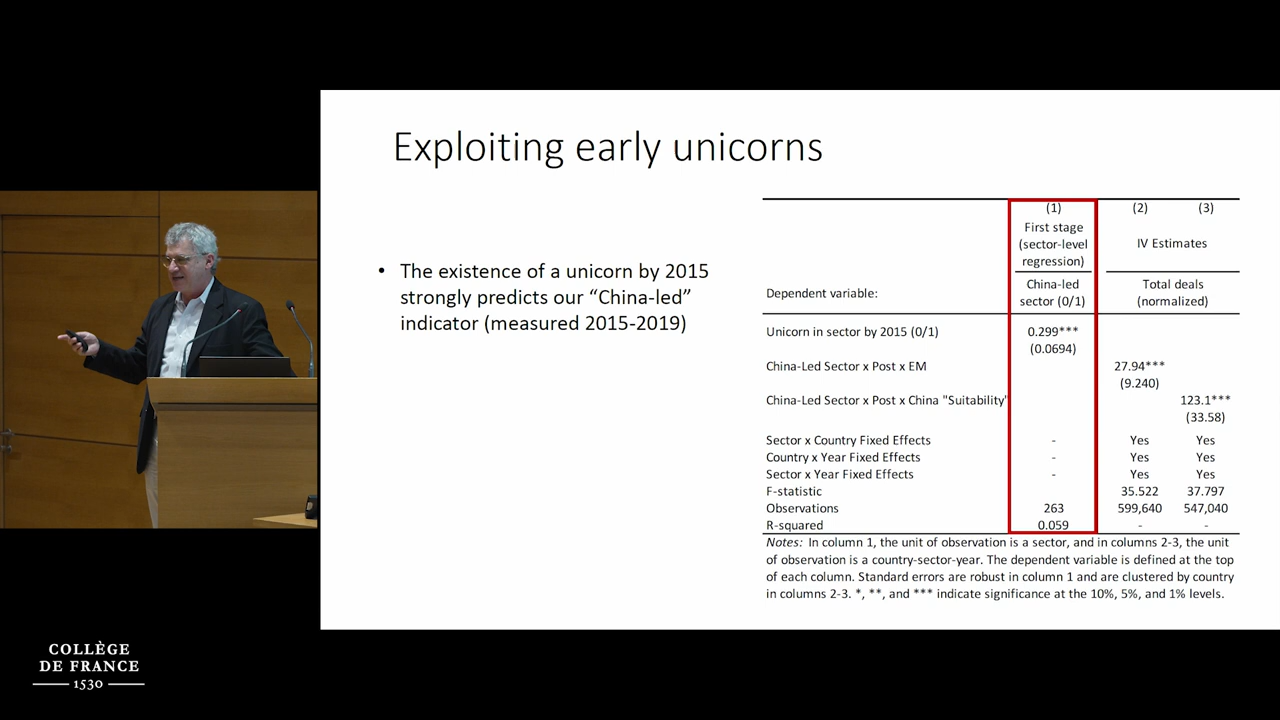 Exploiting early unicorns
• The existence of a unicorn by 2015
strongly predicts our “China-led”
indicator (measured 2015-2019)
(1) (2) (3)
First stage
(sector-level
regression)
IV Estimates
Dependent variable:
China-led
sector (0/1)
Total deals
(normalized)
Unicorn in sector by 2015 (0/1) 0.299***
(0.0694)
China-Led Sector x Post x EM 27.94***
(9.240)
China-Led Sector x Post x China "Suitability" 123.1***
(33.58)
Sector x Country Fixed Effects - Yes Yes
Country x Year Fixed Effects - Yes Yes
Sector x Year Fixed Effects - Yes Yes
F-statistic 35.522 37.797
Observations 263 599,640 547,040
R-squared 0.059 - -
Notes: In column 1, the unit of observation is a sector, and in columns 2-3, the unit
of observation is a country-sector-year. The dependent variable is defined at the top
of each column. Standard errors are robust in column 1 and are clustered by country
in columns 2-3. *, **, and *** indicate significance at the 10%, 5%, and 1% levels.
COLLÈGE
DE FRANCE
1530